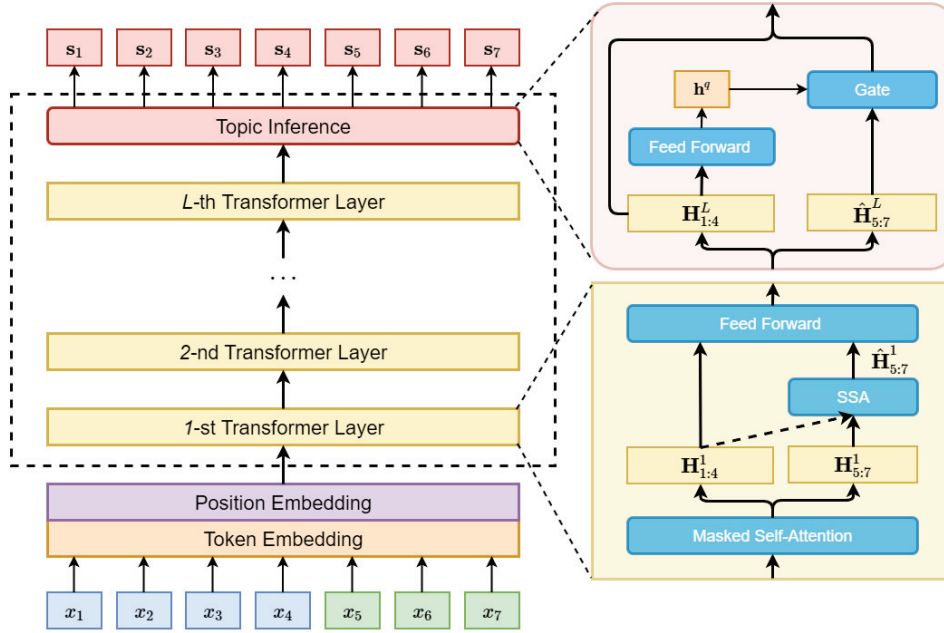 s₁ s₂ s₃ s₄ s₅ s₆ s₇
Topic Inference
L-th Transformer Layer
...
2-nd Transformer Layer
1-st Transformer Layer
Position Embedding
Token Embedding
x₁ x₂ x₃ x₄ x₅ x₆ x₇
h^q
Gate
Feed Forward
H^L_{1:4}
Ĥ^L_{5:7}
Feed Forward
Ĥ^1_{5:7}
SSA
H^1_{1:4}
H^1_{5:7}
Masked Self-Attention